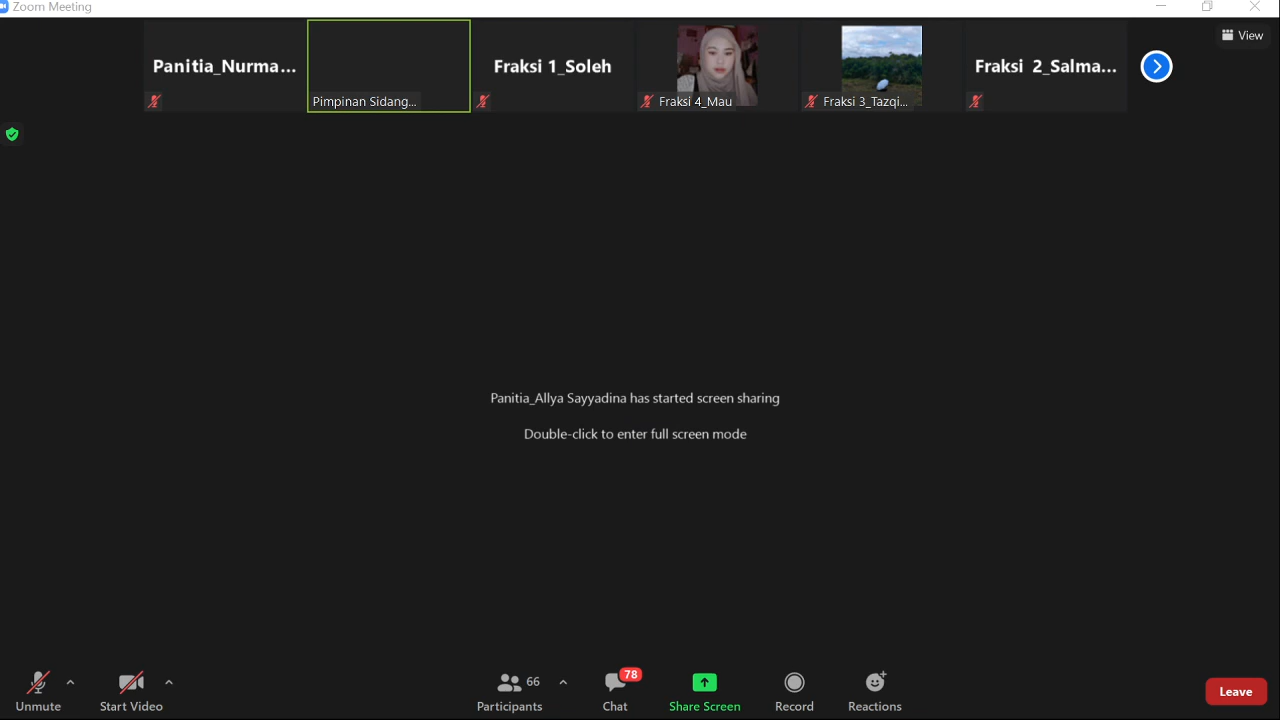 Zoom Meeting
View
Panitia_Nurma...
Pimpinan Sidang...
Fraksi 1_Soleh
Fraksi 4_Mau
Fraksi 3_Tazqi...
Fraksi 2_Salma...
Panitia_Allya Sayyadina has started screen sharing
Double-click to enter full screen mode
Unmute
Start Video
66
Participants
78
Chat
Share Screen
Record
Reactions
Leave